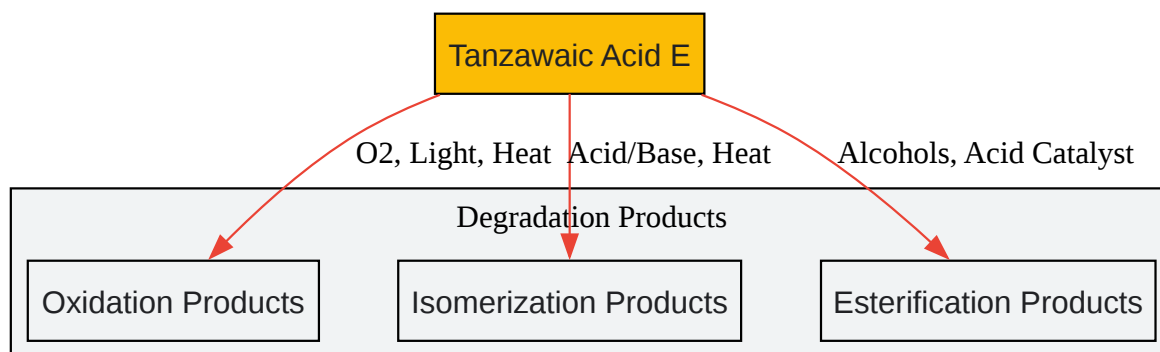 Tanzawaic Acid E
O2, Light, Heat
Acid/Base, Heat
Alcohols, Acid Catalyst
Degradation Products
Oxidation Products
Isomerization Products
Esterification Products